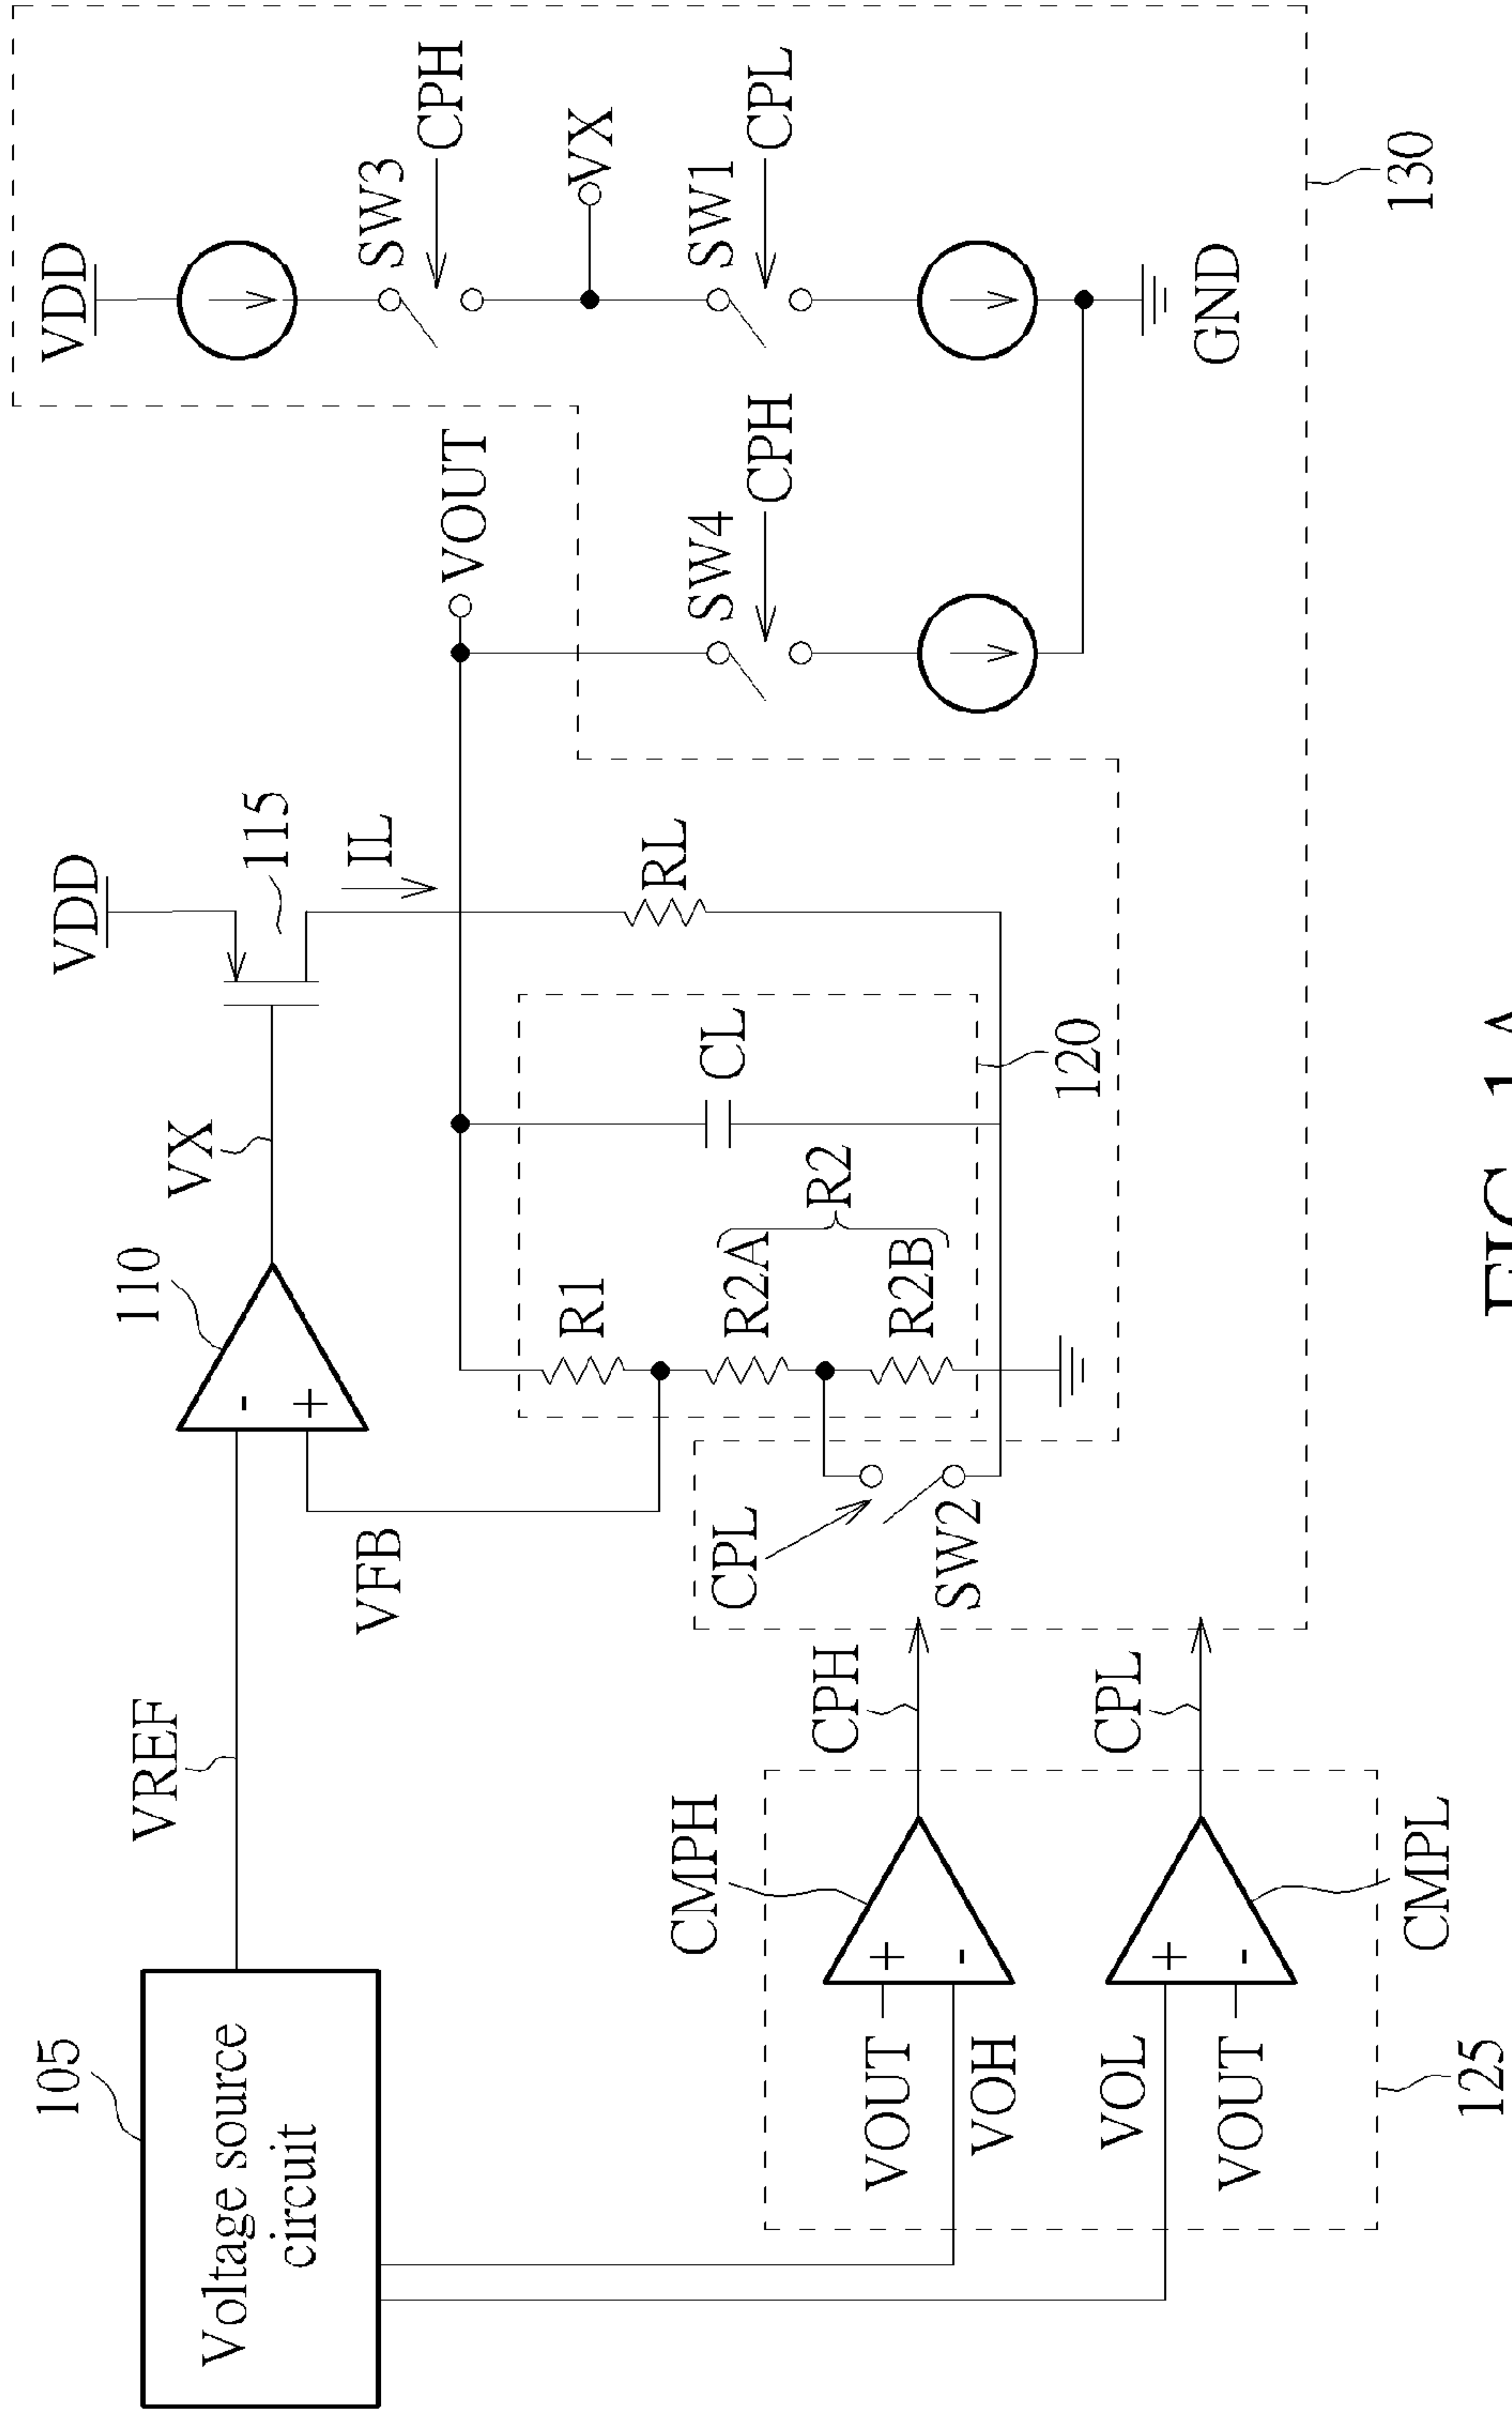 105
Voltage source
circuit
VREF
110
-
+
VFB
VX
VDD
115
IL
VOUT
R1
R2A
R2
R2B
CL
RL
120
CPL
SW2
VDD
SW3
CPH
VX
SW4
CPH
SW1
CPL
GND
130
CMPH
VOUT
+
VOH
-
CPH
VOL
+
VOUT
-
CPL
CMPL
125